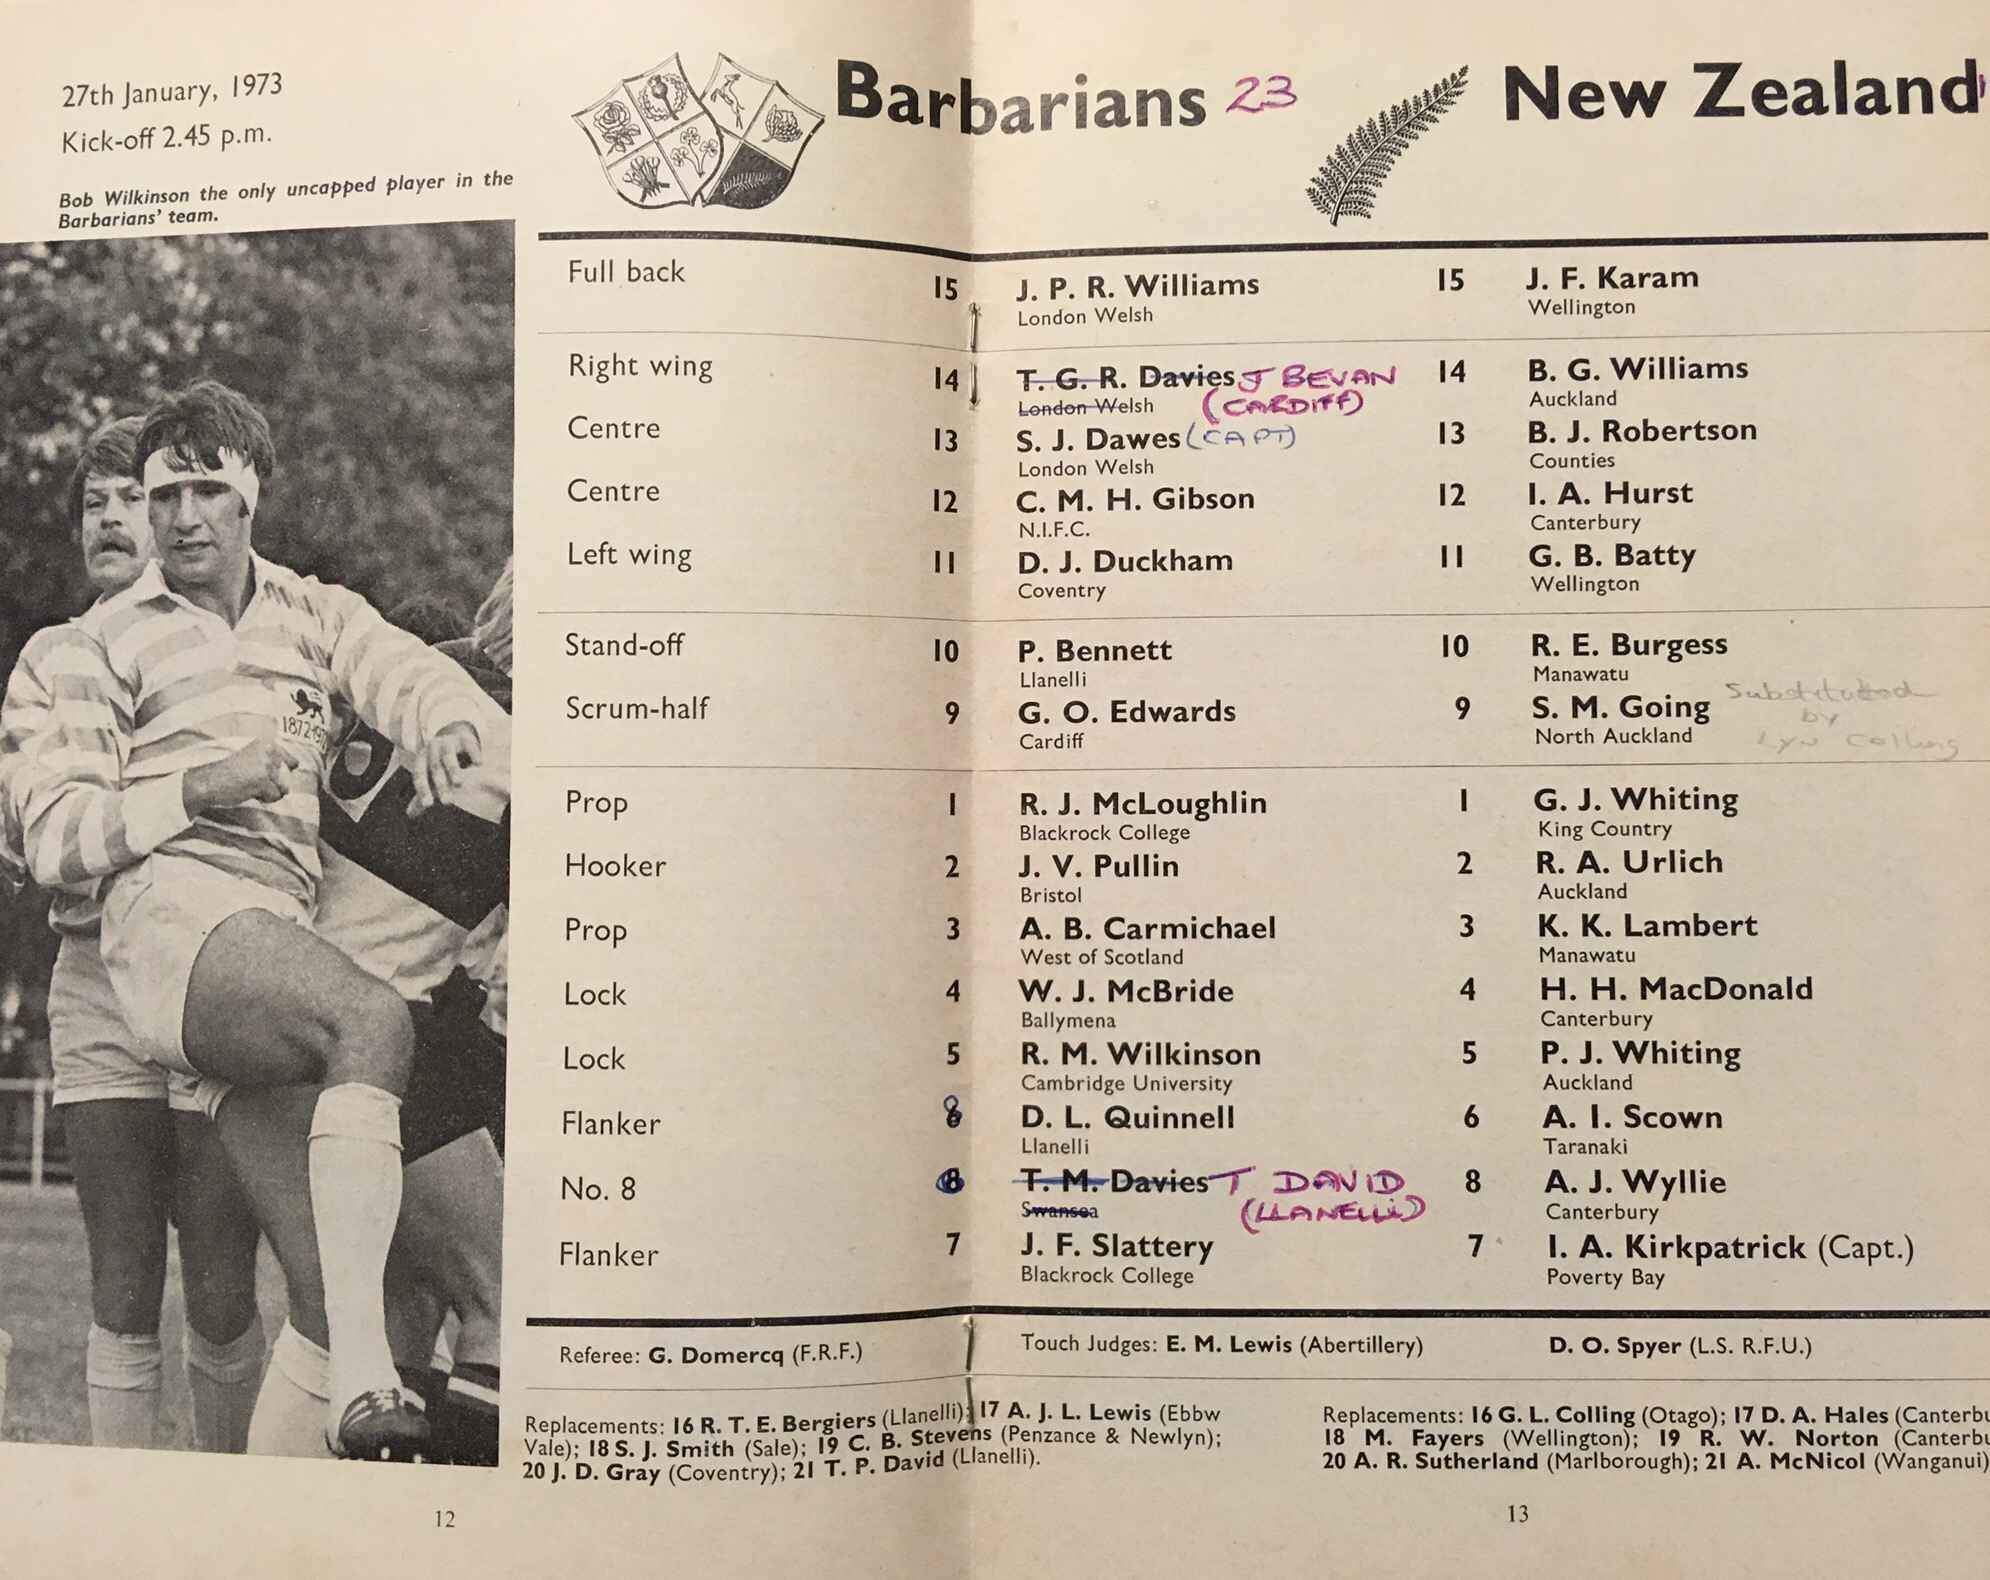 27th January, 1973
Kick-off 2.45 p.m.
Bob Wilkinson the only uncapped player in the
Barbarians' team.
1872-197
Barbarians 23 New Zealand
Full back 15 J. P. R. Williams 15 J. F. Karam
London Welsh Wellington
Right wing 14 T. G. R. Davies J BEVAN 14 B. G. Williams
London Welsh (CARDIFF) Auckland
Centre 13 S. J. Dawes (CAPT) 13 B. J. Robertson
London Welsh Counties
Centre 12 C. M. H. Gibson 12 I. A. Hurst
N.I.F.C. Canterbury
Left wing 11 D. J. Duckham 11 G. B. Batty
Coventry Wellington
Stand-off 10 P. Bennett 10 R. E. Burgess
Llanelli Manawatu
Scrum-half 9 G. O. Edwards 9 S. M. Going Substituted
Cardiff North Auckland by
Lyn Colling
Prop 1 R. J. McLoughlin 1 G. J. Whiting
Blackrock College King Country
Hooker 2 J. V. Pullin 2 R. A. Urlich
Bristol Auckland
Prop 3 A. B. Carmichael 3 K. K. Lambert
West of Scotland Manawatu
Lock 4 W. J. McBride 4 H. H. MacDonald
Ballymena Canterbury
Lock 5 R. M. Wilkinson 5 P. J. Whiting
Cambridge University Auckland
Flanker 8 D. L. Quinnell 6 A. I. Scown
Llanelli Taranaki
No. 8 6 T. M. Davies T DAVID 8 A. J. Wyllie
Swansea (LLANELLI) Canterbury
Flanker 7 J. F. Slattery 7 I. A. Kirkpatrick (Capt.)
Blackrock College Poverty Bay
Referee: G. Domercq (F.R.F.) Touch Judges: E. M. Lewis (Abertillery) D. O. Spyer (L.S. R.F.U.)
Replacements: 16 R. T. E. Bergiers (Llanelli); 17 A. J. L. Lewis (Ebbw
Vale); 18 S. J. Smith (Sale); 19 C. B. Stevens (Penzance & Newlyn);
20 J. D. Gray (Coventry); 21 T. P. David (Llanelli).
Replacements: 16 G. L. Colling (Otago); 17 D. A. Hales (Canterbu
18 M. Fayers (Wellington); 19 R. W. Norton (Canterbu
20 A. R. Sutherland (Marlborough); 21 A. McNicol (Wanganui)
12 13